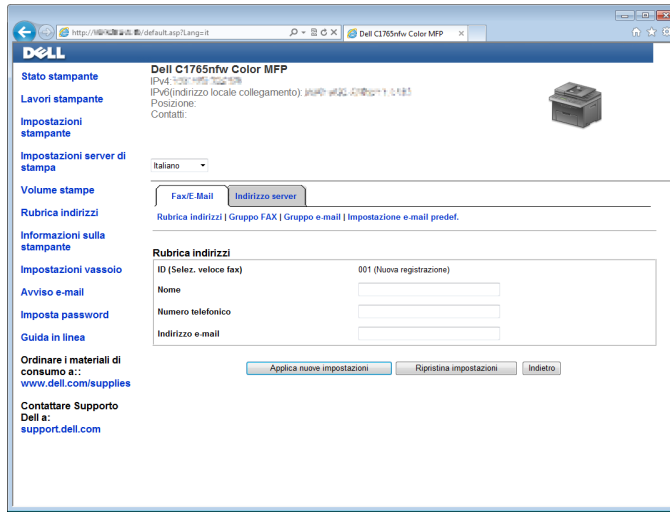 http:// /default.asp?Lang=it
Dell C1765nfw Color MFP
DELL
Dell C1765nfw Color MFP
IPv4:
IPv6(indirizzo locale collegamento):
Posizione:
Contatti:
Stato stampante
Lavori stampante
Impostazioni
stampante
Impostazioni server di
stampa
Volume stampe
Rubrica indirizzi
Informazioni sulla
stampante
Impostazioni vassoio
Avviso e-mail
Imposta password
Guida in linea
Ordinare i materiali di
consumo a::
www.dell.com/supplies
Contattare Supporto
Dell a:
support.dell.com
Italiano
Fax/E-Mail Indirizzo server
Rubrica indirizzi | Gruppo FAX | Gruppo e-mail | Impostazione e-mail predef.
Rubrica indirizzi
ID (Selez. veloce fax) 001 (Nuova registrazione)
Nome
Numero telefonico
Indirizzo e-mail
Applica nuove impostazioni Ripristina impostazioni Indietro